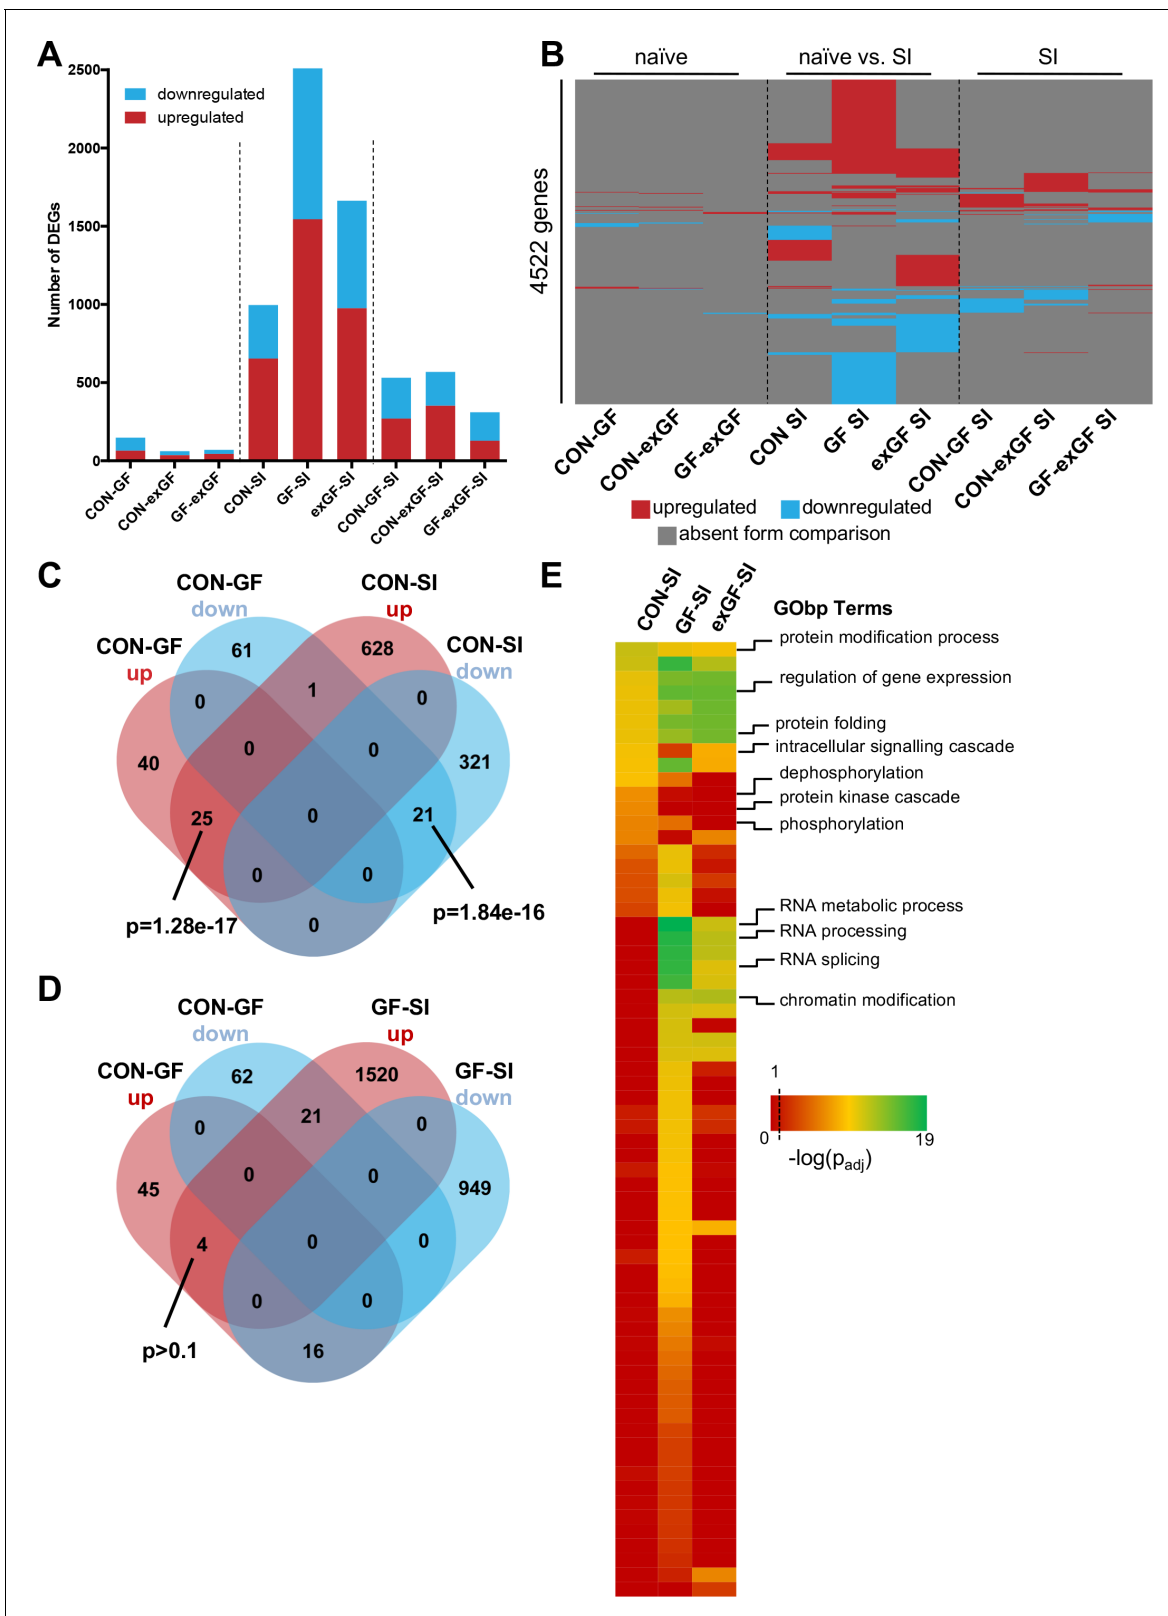 A
2500
2000
1500
1000
500
0
Number of DEGs
downregulated
upregulated
CON-GF
CON-exGF
GF-exGF
CON-SI
GF-SI
exGF-SI
CON-GF-SI
CON-exGF-SI
GF-exGF-SI
B
naïve
naïve vs. SI
SI
4522 genes
CON-GF
CON-exGF
GF-exGF
CON SI
GF SI
exGF SI
CON-GF SI
CON-exGF SI
GF-exGF SI
upregulated
downregulated
absent form comparison
C
CON-GF
down
CON-SI
up
CON-GF
up
CON-SI
down
61
628
0
1
0
40
0
0
321
25
0
21
0
0
0
p=1.28e-17
p=1.84e-16
D
CON-GF
down
GF-SI
up
CON-GF
up
GF-SI
down
62
1520
0
21
0
45
0
0
949
4
0
0
0
0
16
p>0.1
E
CON-SI
GF-SI
exGF-SI
GObp Terms
protein modification process
regulation of gene expression
protein folding
intracellular signalling cascade
dephosphorylation
protein kinase cascade
phosphorylation
RNA metabolic process
RNA processing
RNA splicing
chromatin modification
1
0
19
-log(padj)